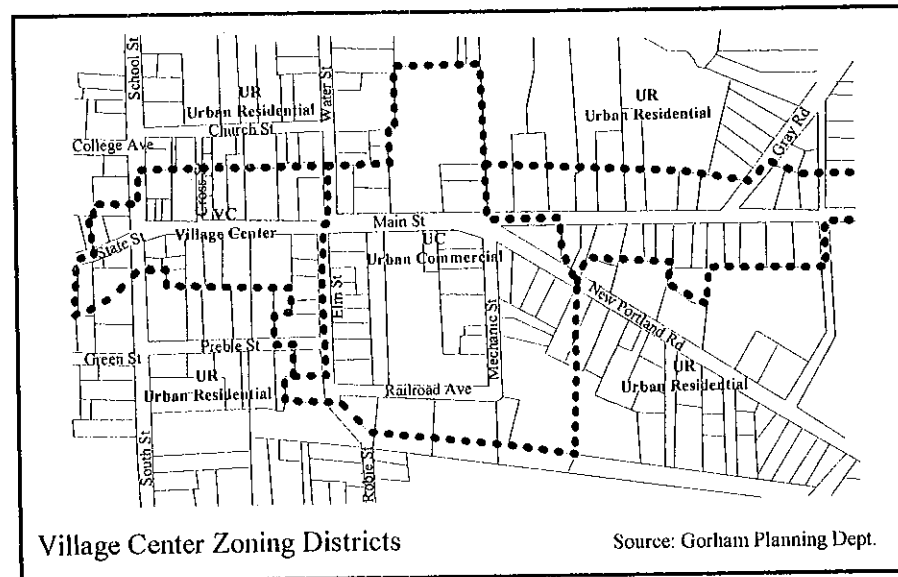 School St
Water St
UR
Urban Residential
Church St
College Ave
UR
Urban Residential
Gray Rd
Cross
VC
Village Center
Main St
State St
UC
Urban Commercial
Elm St
Mechanic St
New Portland Rd
Green St
Preble St
UR
Urban Residential
UR
Urban Residential
Railroad Ave
South St
Robie St
Village Center Zoning Districts
Source: Gorham Planning Dept.